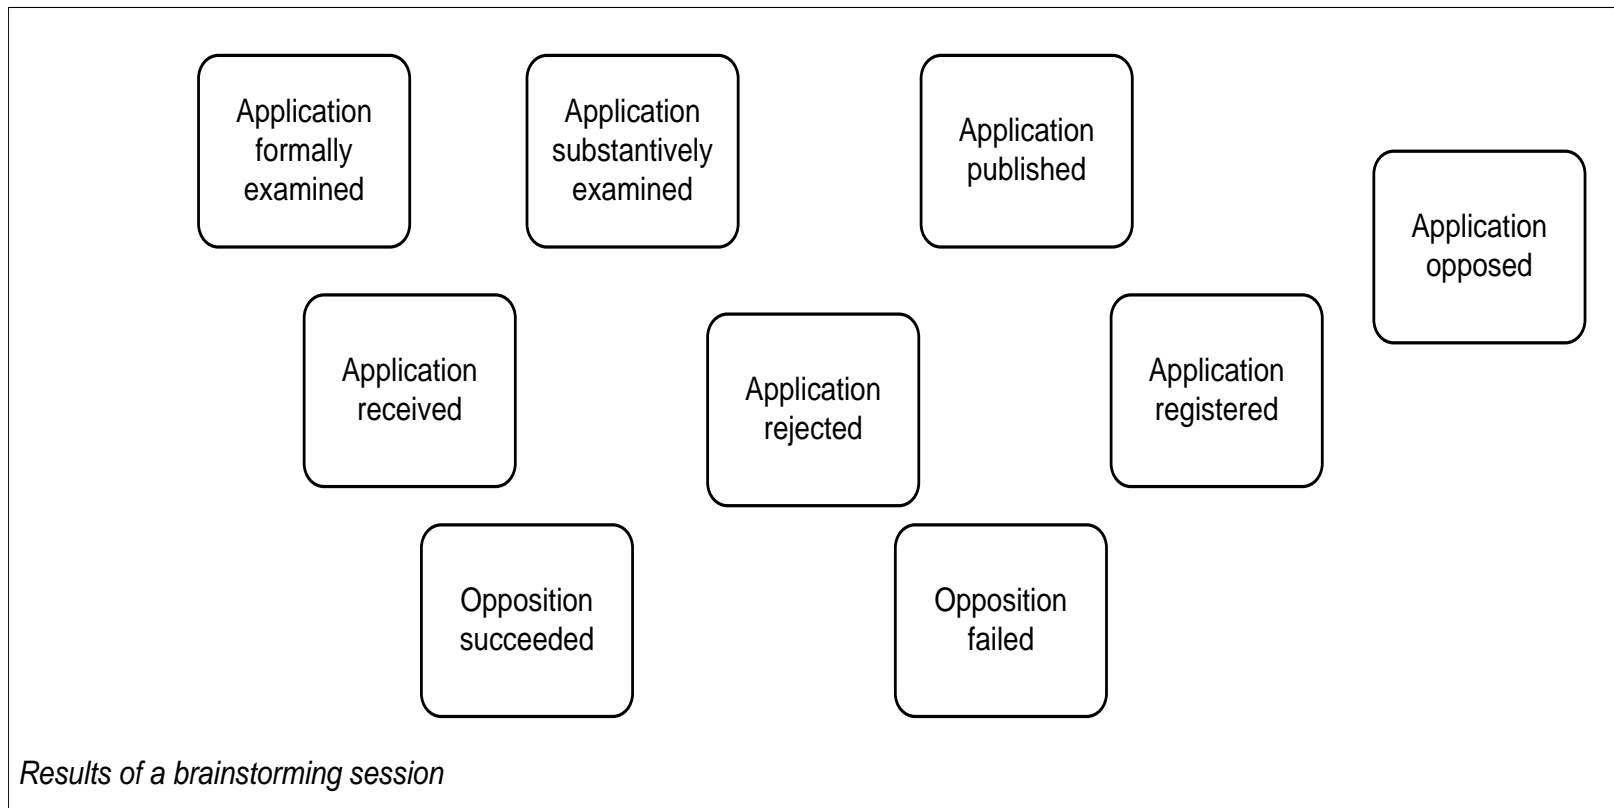 Application
formally
examined
Application
substantively
examined
Application
published
Application
opposed
Application
received
Application
rejected
Application
registered
Opposition
succeeded
Opposition
failed
Results of a brainstorming session